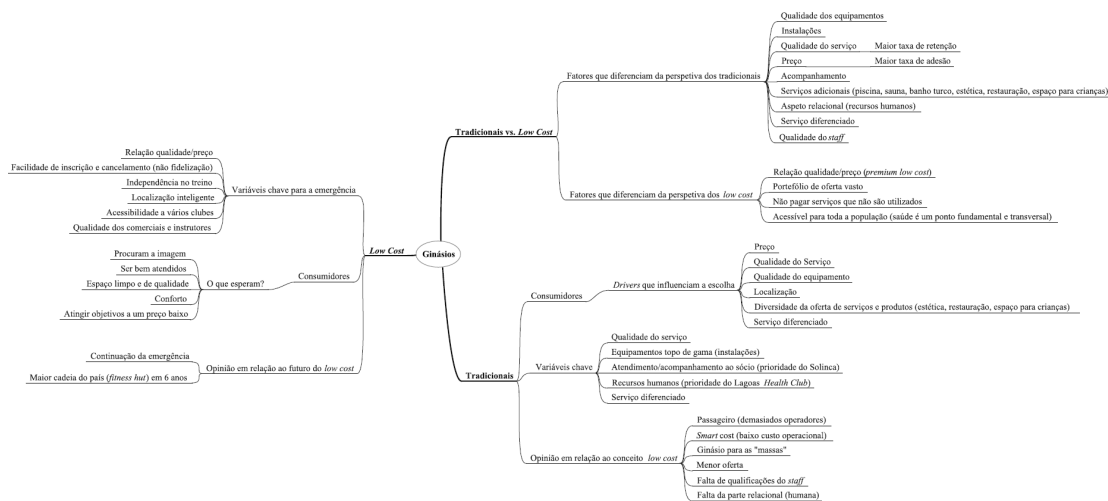 Ginásios
Tradicionais vs. Low Cost
Fatores que diferenciam da perspetiva dos tradicionais
Qualidade dos equipamentos
Instalações
Qualidade do serviço
Maior taxa de retenção
Preço
Maior taxa de adesão
Acompanhamento
Serviços adicionais (piscina, sauna, banho turco, estética, restauração, espaço para crianças)
Aspeto relacional (recursos humanos)
Serviço diferenciado
Qualidade do staff
Fatores que diferenciam da perspetiva dos low cost
Relação qualidade/preço (premium low cost)
Portefólio de oferta vasto
Não pagar serviços que não são utilizados
Acessível para toda a população (saúde é um ponto fundamental e transversal)
Tradicionais
Consumidores
Drivers que influenciam a escolha
Preço
Qualidade do Serviço
Qualidade do equipamento
Localização
Diversidade da oferta de serviços e produtos (estética, restauração, espaço para crianças)
Serviço diferenciado
Variáveis chave
Qualidade do serviço
Equipamentos topo de gama (instalações)
Atendimento/acompanhamento ao sócio (prioridade do Solinca)
Recursos humanos (prioridade do Lagoas Health Club)
Serviço diferenciado
Opinião em relação ao conceito low cost
Passageiro (demasiados operadores)
Smart cost (baixo custo operacional)
Ginásio para as "massas"
Menor oferta
Falta de qualificações do staff
Falta da parte relacional (humana)
Low Cost
Variáveis chave para a emergência
Relação qualidade/preço
Facilidade de inscrição e cancelamento (não fidelização)
Independência no treino
Localização inteligente
Acessibilidade a vários clubes
Qualidade dos comerciais e instrutores
Consumidores
O que esperam?
Procuram a imagem
Ser bem atendidos
Espaço limpo e de qualidade
Conforto
Atingir objetivos a um preço baixo
Opinião em relação ao futuro do low cost
Continuação da emergência
Maior cadeia do país (fitness hut) em 6 anos